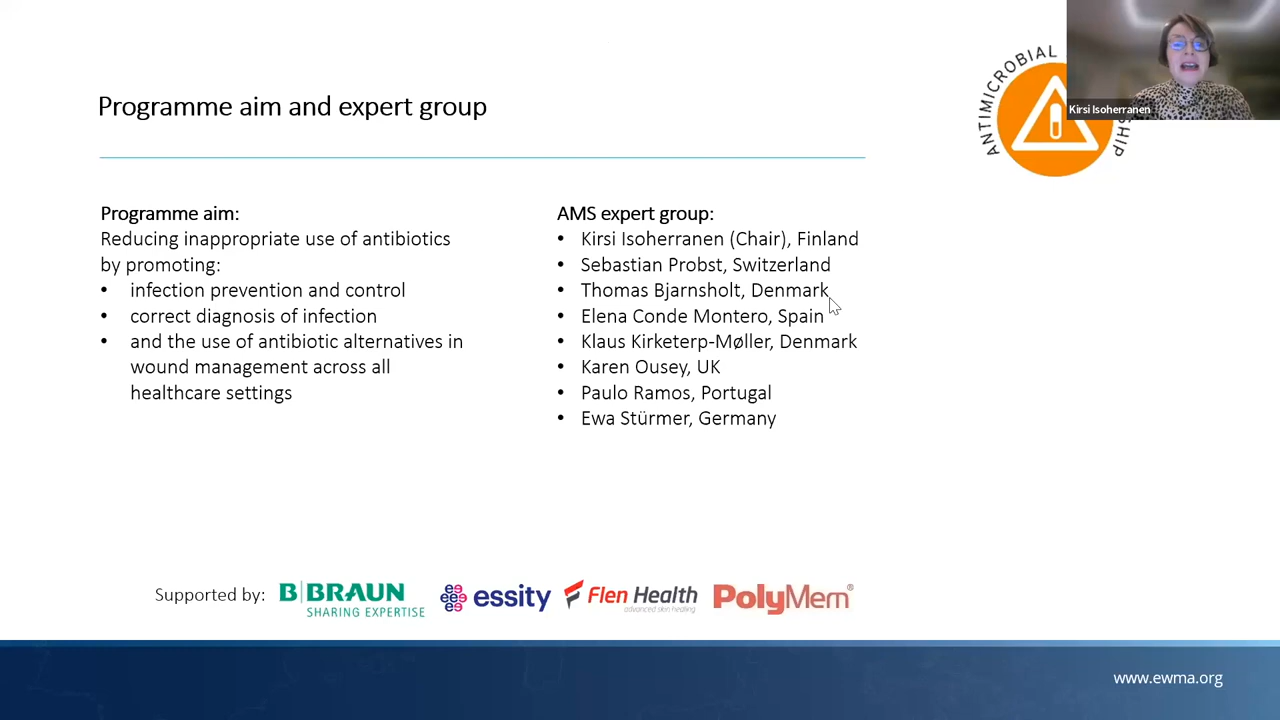 Programme aim and expert group
ANTIMICROBIAL
Kirsi Isoherranen
Programme aim:
Reducing inappropriate use of antibiotics
by promoting:
• infection prevention and control
• correct diagnosis of infection
• and the use of antibiotic alternatives in
wound management across all
healthcare settings
AMS expert group:
• Kirsi Isoherranen (Chair), Finland
• Sebastian Probst, Switzerland
• Thomas Bjarnsholt, Denmark
• Elena Conde Montero, Spain
• Klaus Kirketerp-Møller, Denmark
• Karen Ousey, UK
• Paulo Ramos, Portugal
• Ewa Stürmer, Germany
Supported by:
B|BRAUN
SHARING EXPERTISE
essity
Flen Health
advanced skin healing
PolyMem®
www.ewma.org